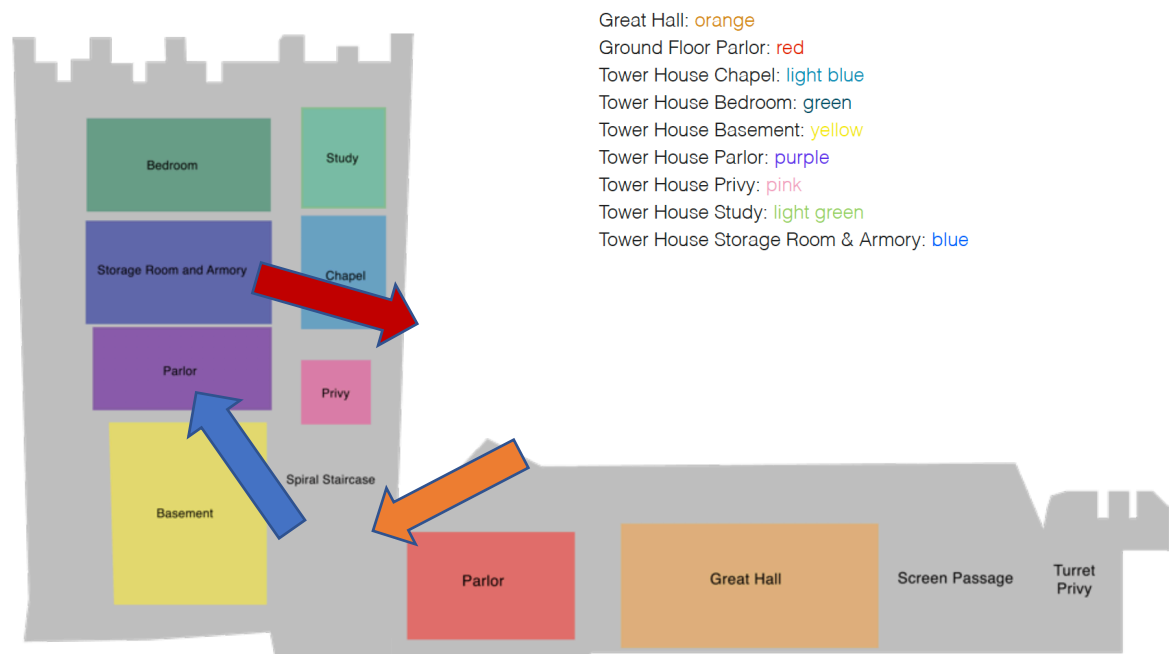 Great Hall: orange
Ground Floor Parlor: red
Tower House Chapel: light blue
Tower House Bedroom: green
Tower House Basement: yellow
Tower House Parlor: purple
Tower House Privy: pink
Tower House Study: light green
Tower House Storage Room & Armory: blue
Bedroom
Study
Storage Room and Armory
Chapel
Parlor
Privy
Spiral Staircase
Basement
Parlor
Great Hall
Screen Passage
Turret
Privy